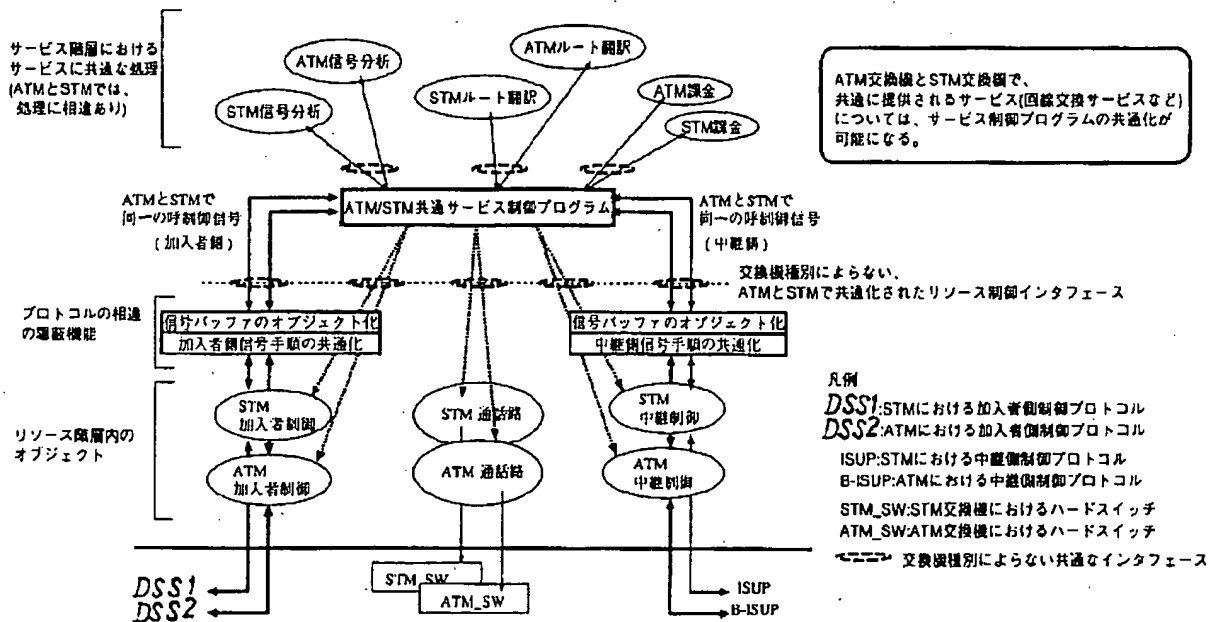 サービス階層における
サービスに共通な処理
(ATMとSTMでは、
処理に相違あり)
ATM信号分析
STM信号分析
ATMルート翻訳
STMルート翻訳
ATM課金
STM課金
ATM交換機とSTM交換機で、
共通に提供されるサービス(回線交換サービスなど)
については、サービス制御プログラムの共通化が
可能になる。
ATMとSTMで
同一の呼制御信号
(加入者側)
ATM/STM共通サービス制御プログラム
ATMとSTMで
同一の呼制御信号
(中継側)
交換機種別によらない、
ATMとSTMで共通化されたリソース制御インタフェース
プロトコルの相違
の隠蔽機能
信号バッファのオブジェクト化
加入者側信号手順の共通化
信号バッファのオブジェクト化
中継側信号手順の共通化
リソース階層内の
オブジェクト
STM
加入者制御
ATM
加入者制御
STM 通話路
ATM 通話路
STM
中継制御
ATM
中継制御
凡例
DSS1:STMにおける加入者側制御プロトコル
DSS2:ATMにおける加入者側制御プロトコル
ISUP:STMにおける中継側制御プロトコル
B-ISUP:ATMにおける中継側制御プロトコル
STM_SW:STM交換機におけるハードスイッチ
ATM_SW:ATM交換機におけるハードスイッチ
交換機種別によらない共通なインタフェース
DSS1
DSS2
STM_SW
ATM_SW
ISUP
B-ISUP